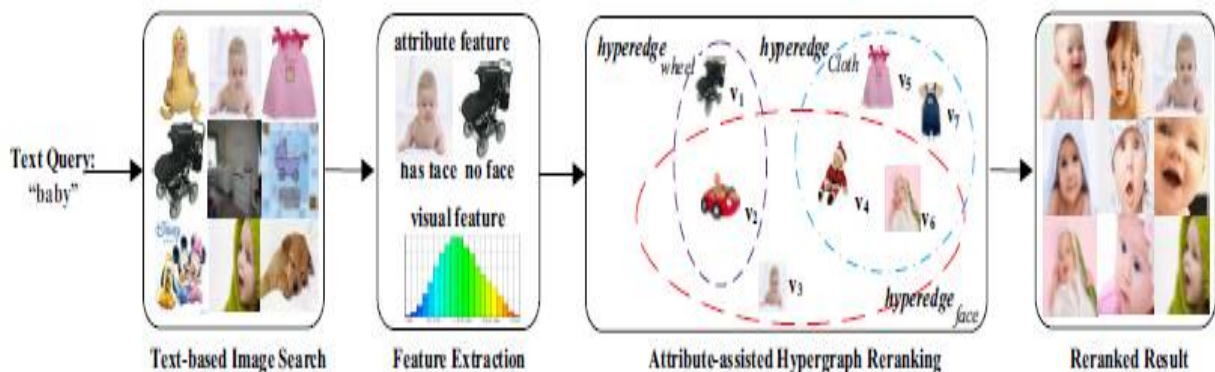 Text Query:
“baby”
Disney
Text-based Image Search
attribute feature
has face no face
visual feature
Feature Extraction
hyperedge wheel
hyperedge Cloth
v1
v5
v7
v2
v4
v6
v3
hyperedge face
Attribute-assisted Hypergraph Reranking
Reranked Result